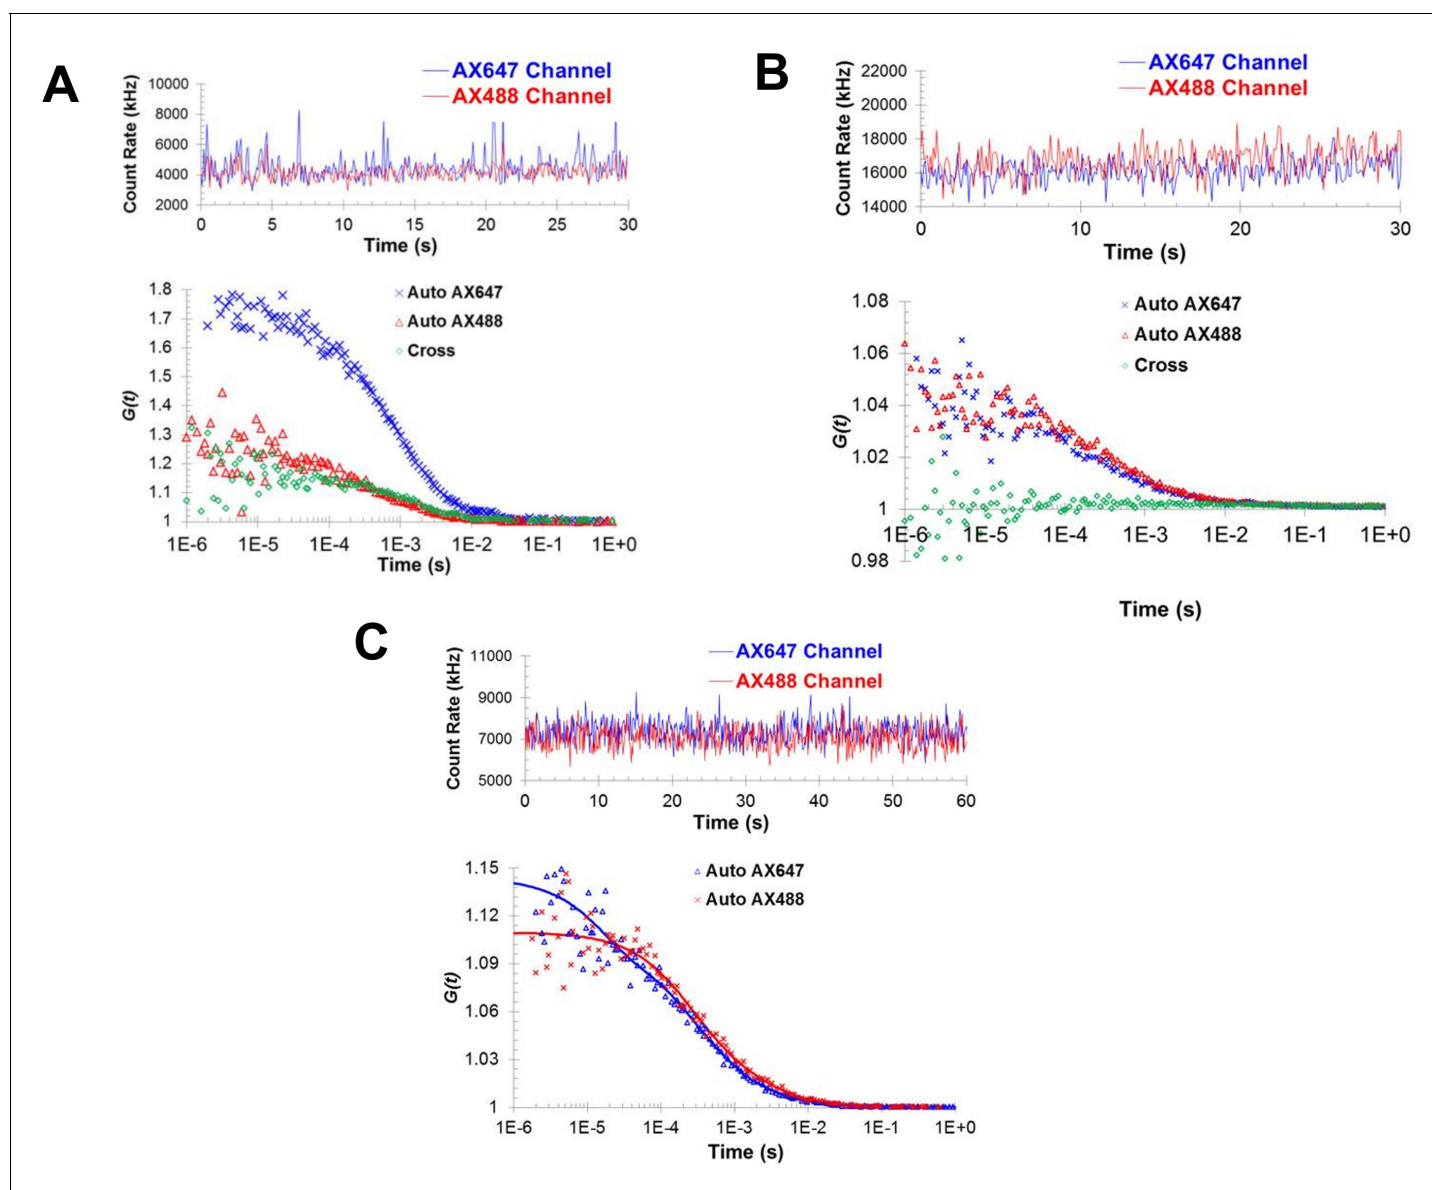 A
AX647 Channel
AX488 Channel
Count Rate (kHz)
10000
8000
6000
4000
2000
0 5 10 15 20 25 30
Time (s)
Auto AX647
Auto AX488
Cross
G(t)
1.8
1.7
1.6
1.5
1.4
1.3
1.2
1.1
1
1E-6 1E-5 1E-4 1E-3 1E-2 1E-1 1E+0
Time (s)
B
AX647 Channel
AX488 Channel
Count Rate (kHz)
22000
20000
18000
16000
14000
0 10 20 30
Time (s)
Auto AX647
Auto AX488
Cross
G(t)
1.08
1.06
1.04
1.02
1
0.98
1E-6 1E-5 1E-4 1E-3 1E-2 1E-1 1E+0
Time (s)
C
AX647 Channel
AX488 Channel
Count Rate (kHz)
11000
9000
7000
5000
0 10 20 30 40 50 60
Time (s)
Auto AX647
Auto AX488
G(t)
1.15
1.12
1.09
1.06
1.03
1
1E-6 1E-5 1E-4 1E-3 1E-2 1E-1 1E+0
Time (s)